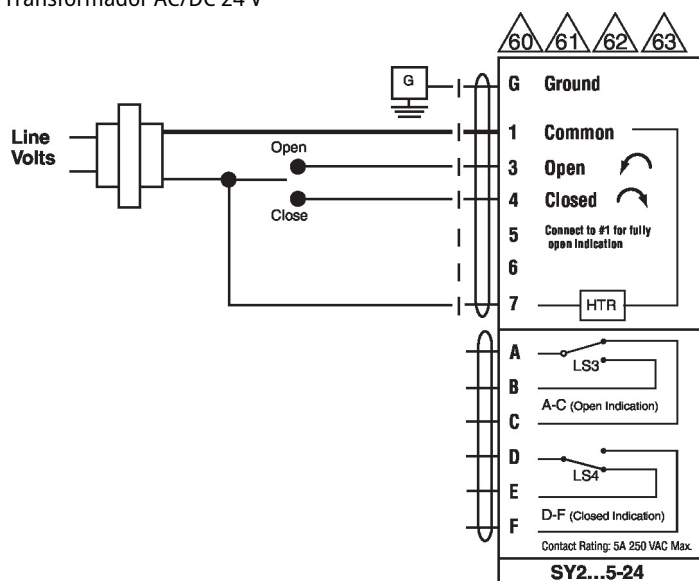 Transformador AC/DC 24 V
60 61 62 63
G
G Ground
Line
Volts
1 Common
Open
3 Open
4 Closed
Close
5 Connect to #1 for fully
open indication
6
7 HTR
A
LS3
B
A-C (Open Indication)
C
D
LS4
E
D-F (Closed Indication)
F
Contact Rating: 5A 250 VAC Max.
SY2...5-24